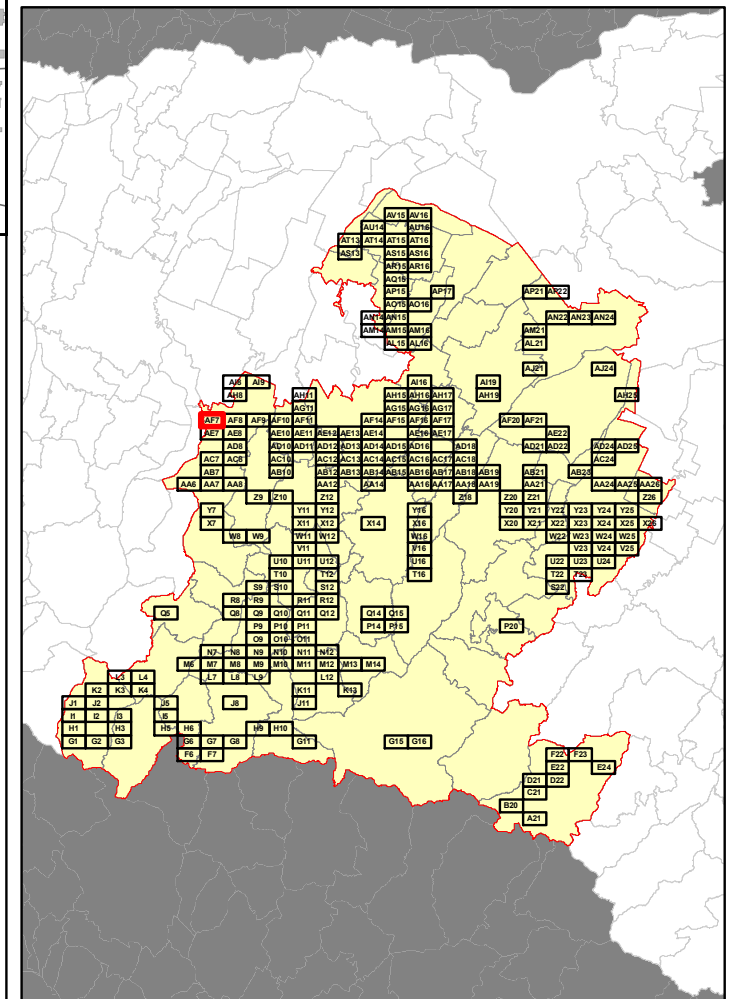 AV15 AV16
AU14 AU16
AT13 AT14 AT15 AT16
AS13 AS15 AS16
AR15 AR16
AQ15
AP15 AP17 AP21 AP22
AO15 AO16
AN14 AN15 AN22 AN23 AN24
AM14 AM15 AM16 AM21
AL15 AL16 AL21
AJ21 AJ24
AI8 AI9 AI16 AI19
AH8 AH11 AH15 AH16 AH17 AH19 AH25
AG11 AG15 AG16 AG17
AF7 AF8 AF9 AF10 AF11 AF14 AF15 AF16 AF17 AF20 AF21
AE7 AE8 AE10 AE11 AE12 AE13 AE14 AE16 AE17 AE22
AD8 AD10 AD11 AD12 AD13 AD14 AD15 AD16 AD18 AD21 AD22 AD24 AD25
AC7 AC8 AC10 AC12 AC13 AC14 AC15 AC16 AC17 AC18 AC24
AB7 AB10 AB12 AB13 AB14 AB15 AB16 AB17 AB18 AB19 AB21 AB23
AA6 AA7 AA8 AA12 AA14 AA16 AA17 AA18 AA19 AA21 AA24 AA25 AA26
Z9 Z10 Z12 Z18 Z20 Z21 Z26
Y7 Y11 Y12 Y16 Y20 Y21 Y22 Y23 Y24 Y25
X7 X11 X12 X14 X16 X20 X21 X22 X23 X24 X25 X26
W8 W9 W11 W12 W16 W22 W23 W24 W25
V11 V16 V23 V24 V25
U10 U11 U12 U16 U22 U23 U24
T10 T12 T16 T22 T23
S9 S10 S12 S22
R8 R9 R11 R12
Q5 Q8 Q9 Q10 Q11 Q12 Q14 Q15
P9 P10 P11 P14 P15 P20
O9 O10 O11
N7 N8 N9 N10 N11 N12
M6 M7 M8 M9 M10 M11 M12 M13 M14
L3 L4 L7 L8 L9 L12
K2 K3 K4 K11 K13
J1 J2 J5 J8 J11
I1 I2 I3 I5
H1 H3 H5 H6 H9 H10
G1 G2 G3 G6 G7 G8 G11 G15 G16
F6 F7 F22 F23
E22 E24
D21 D22
C21
B20
A21